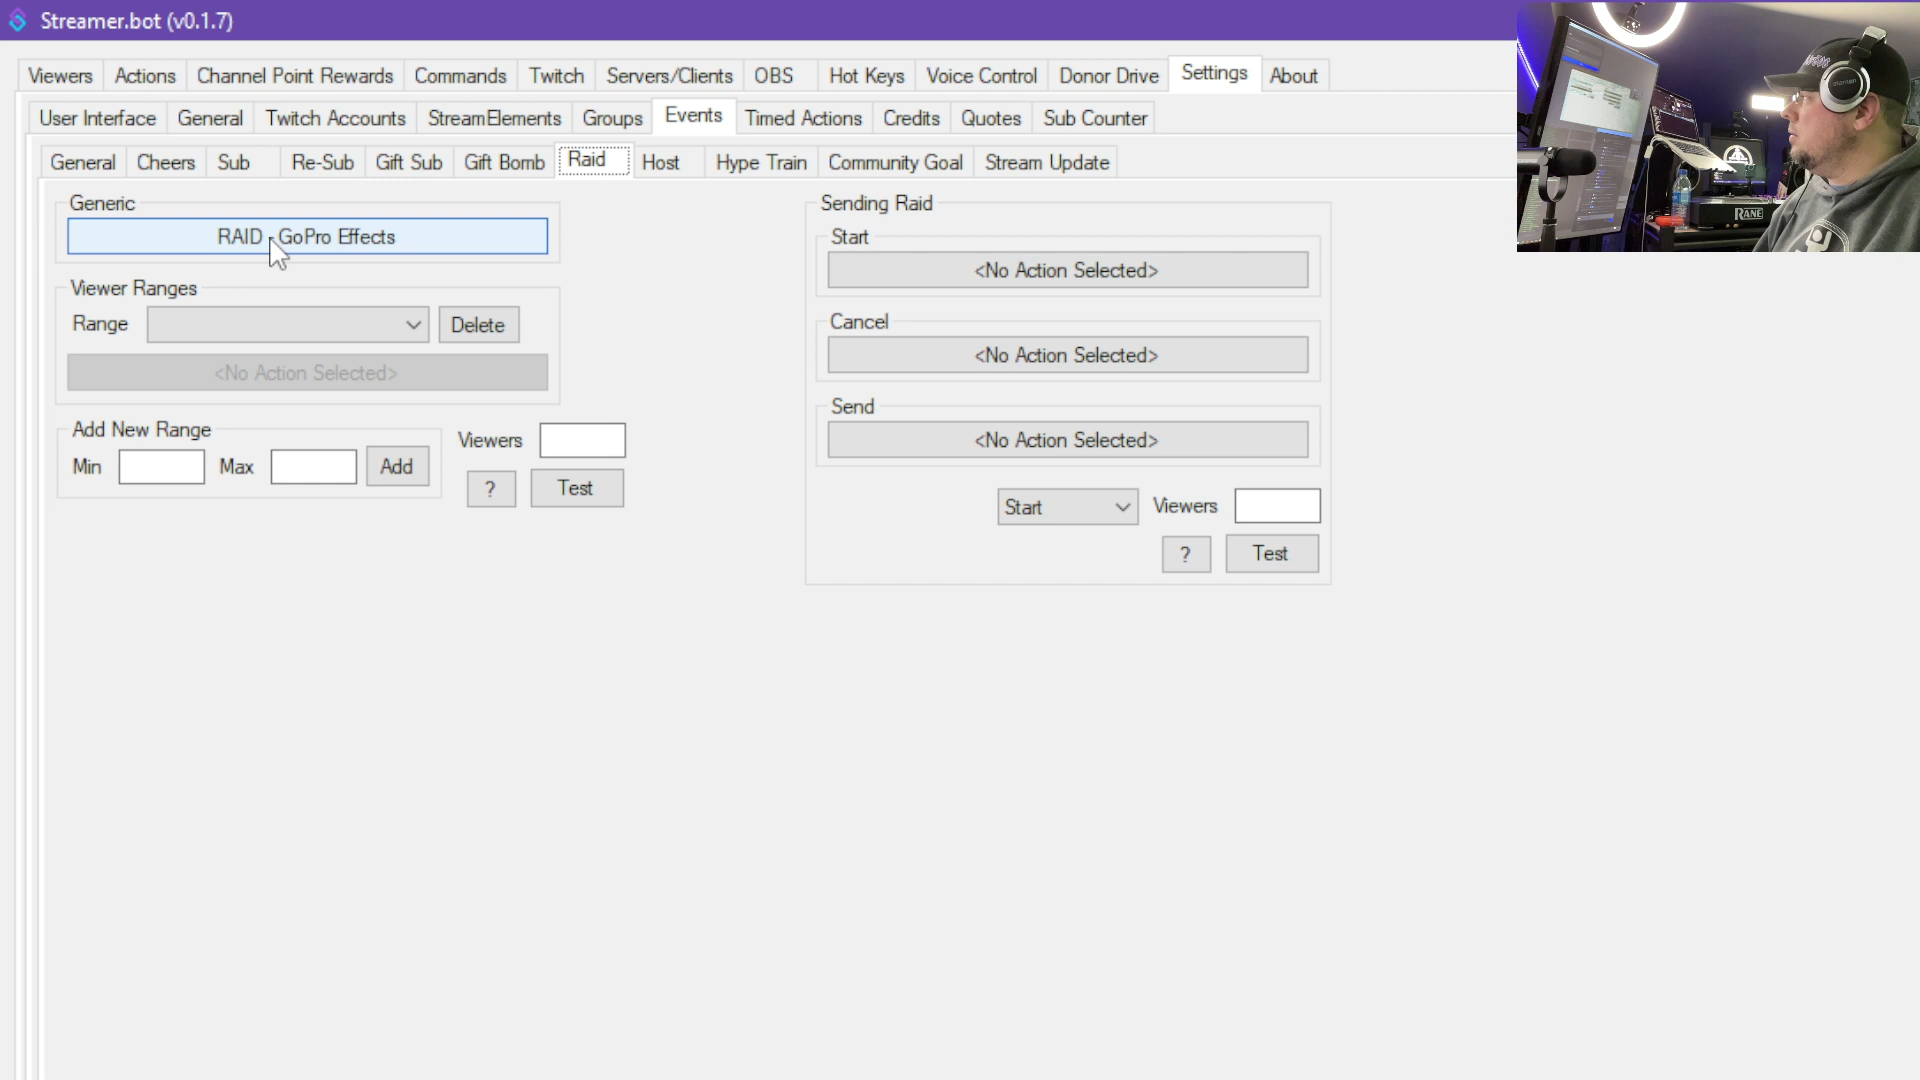 Streamer.bot (v0.1.7)
Viewers Actions Channel Point Rewards Commands Twitch Servers/Clients OBS Hot Keys Voice Control Donor Drive Settings About
User Interface General Twitch Accounts StreamElements Groups Events Timed Actions Credits Quotes Sub Counter
General Cheers Sub Re-Sub Gift Sub Gift Bomb Raid Host Hype Train Community Goal Stream Update
Generic
RAID - GoPro Effects
Viewer Ranges
Range Delete
<No Action Selected>
Add New Range
Min Max Add
Viewers
? Test
Sending Raid
Start
<No Action Selected>
Cancel
<No Action Selected>
Send
<No Action Selected>
Start Viewers
? Test
RANE